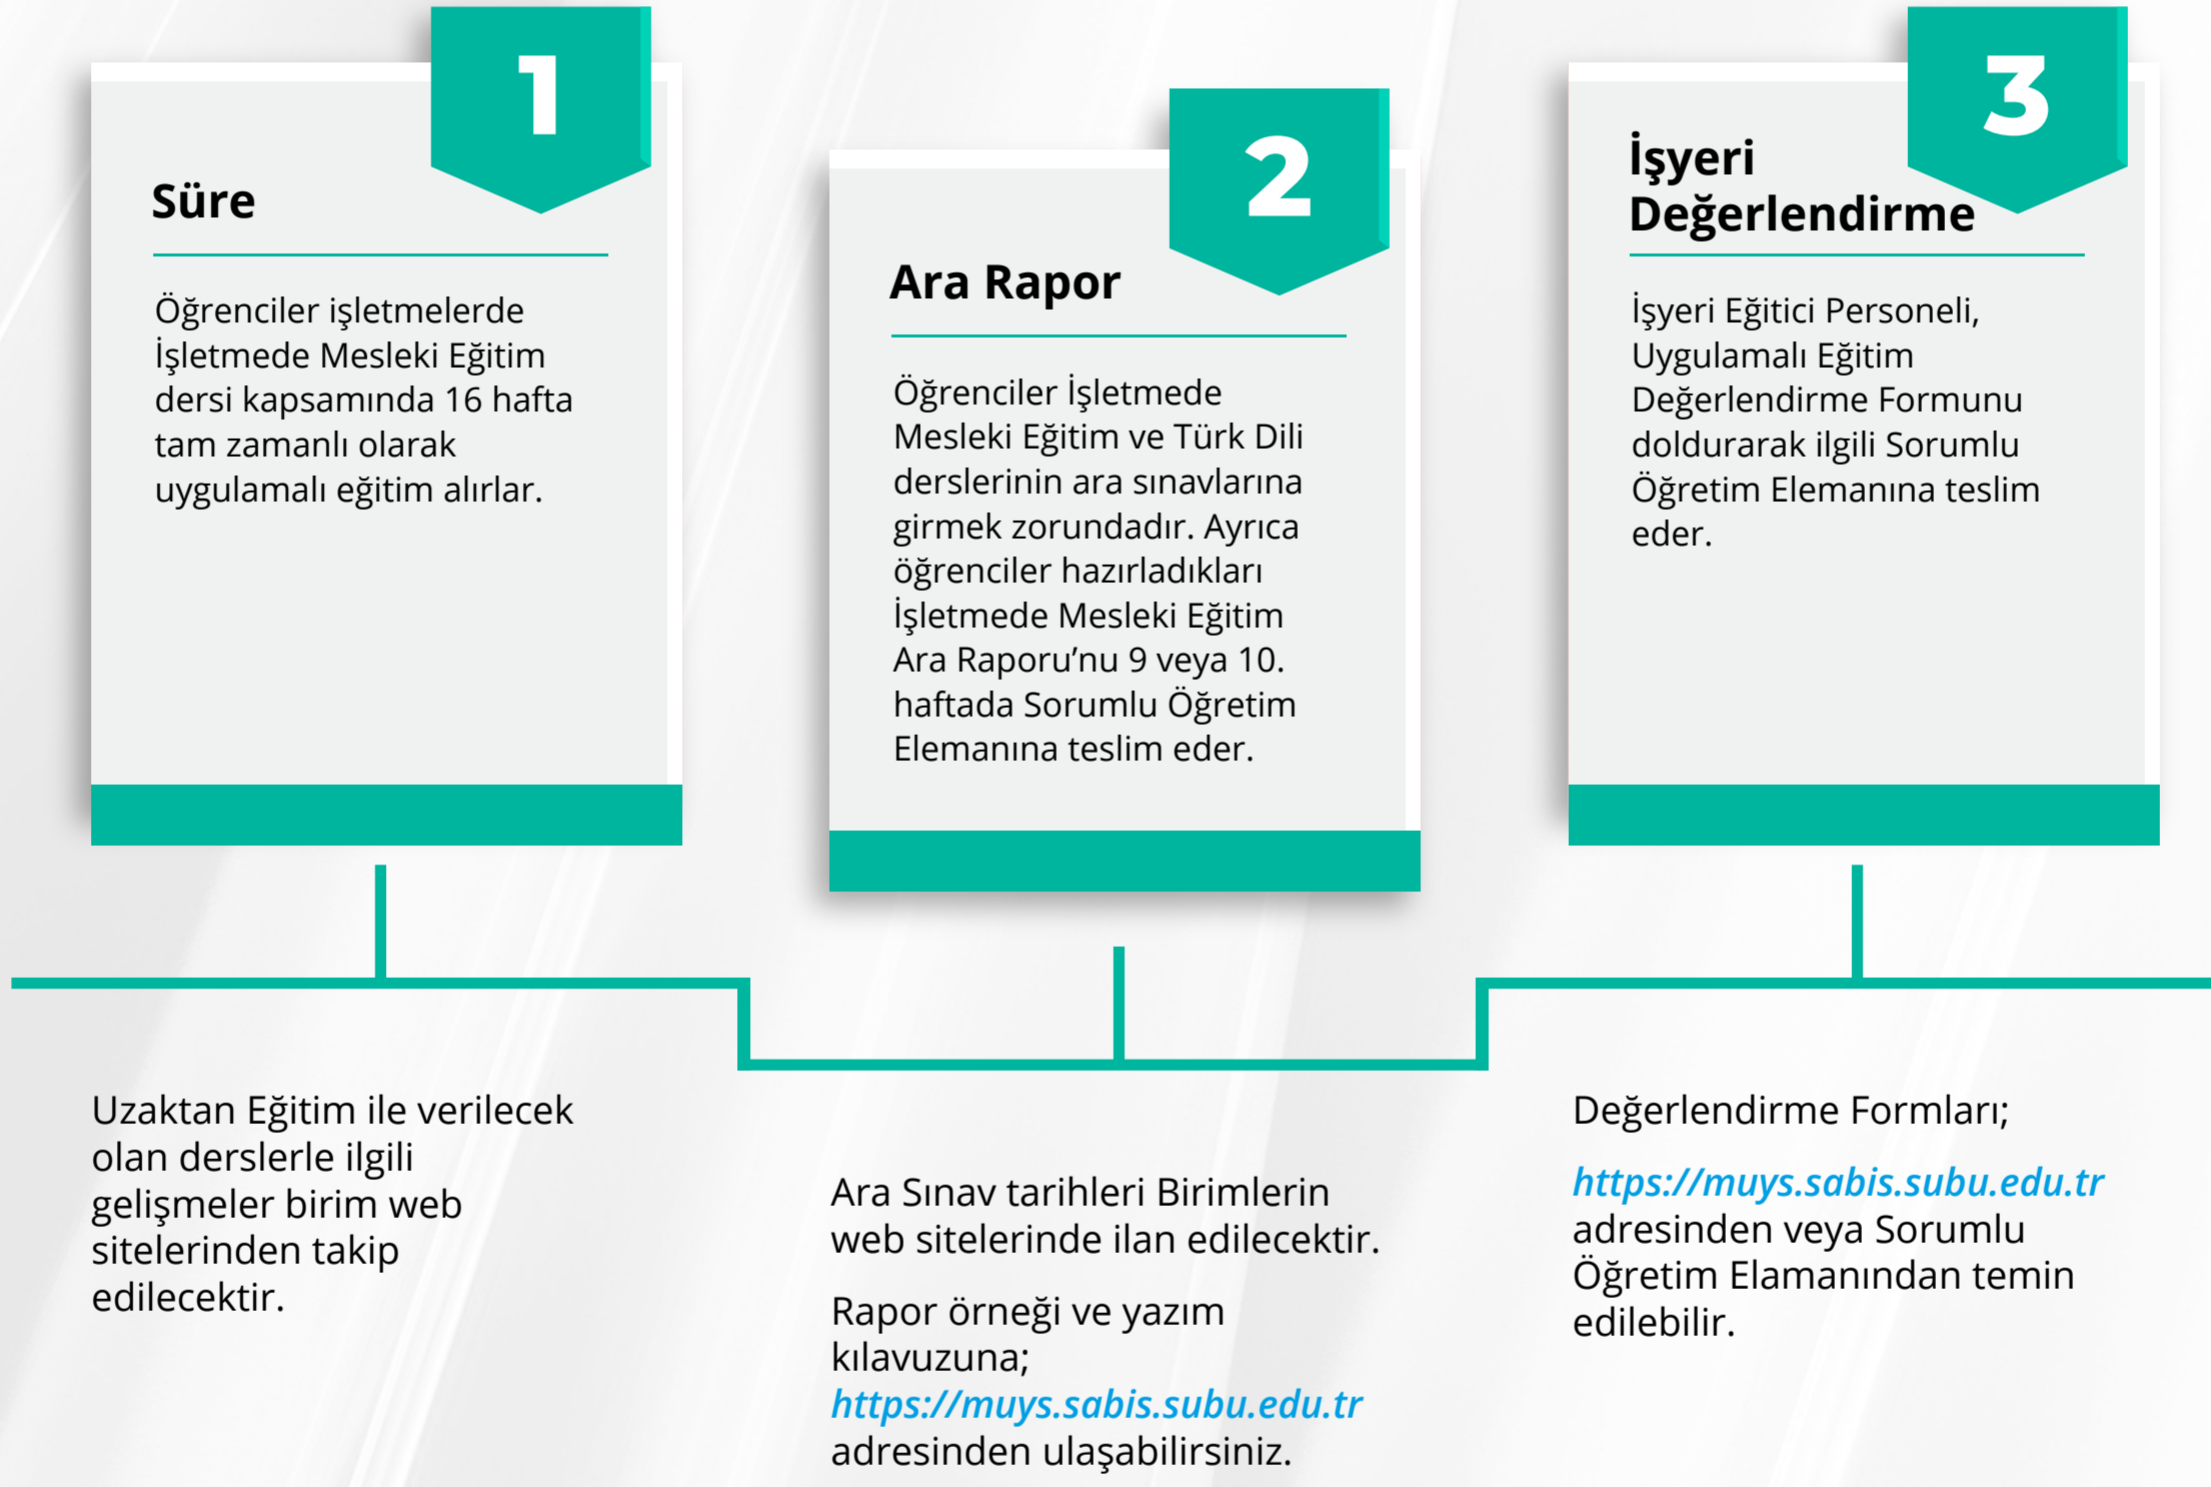 1
Süre
Öğrenciler işletmelerde
İşletmede Mesleki Eğitim
dersi kapsamında 16 hafta
tam zamanlı olarak
uygulamalı eğitim alırlar.
Uzaktan Eğitim ile verilecek
olan derslerle ilgili
gelişmeler birim web
sitelerinden takip
edilecektir.
2
Ara Rapor
Öğrenciler İşletmede
Mesleki Eğitim ve Türk Dili
derslerinin ara sınavlarına
girmek zorundadır. Ayrıca
öğrenciler hazırladıkları
İşletmede Mesleki Eğitim
Ara Raporu’nu 9 veya 10.
haftada Sorumlu Öğretim
Elemanına teslim eder.
Ara Sınav tarihleri Birimlerin
web sitelerinde ilan edilecektir.
Rapor örneği ve yazım
kılavuzuna;
https://muys.sabis.subu.edu.tr
adresinden ulaşabilirsiniz.
3
İşyeri
Değerlendirme
İşyeri Eğitici Personeli,
Uygulamalı Eğitim
Değerlendirme Formunu
doldurarak ilgili Sorumlu
Öğretim Elemanına teslim
eder.
Değerlendirme Formları;
https://muys.sabis.subu.edu.tr
adresinden veya Sorumlu
Öğretim Elamanından temin
edilebilir.